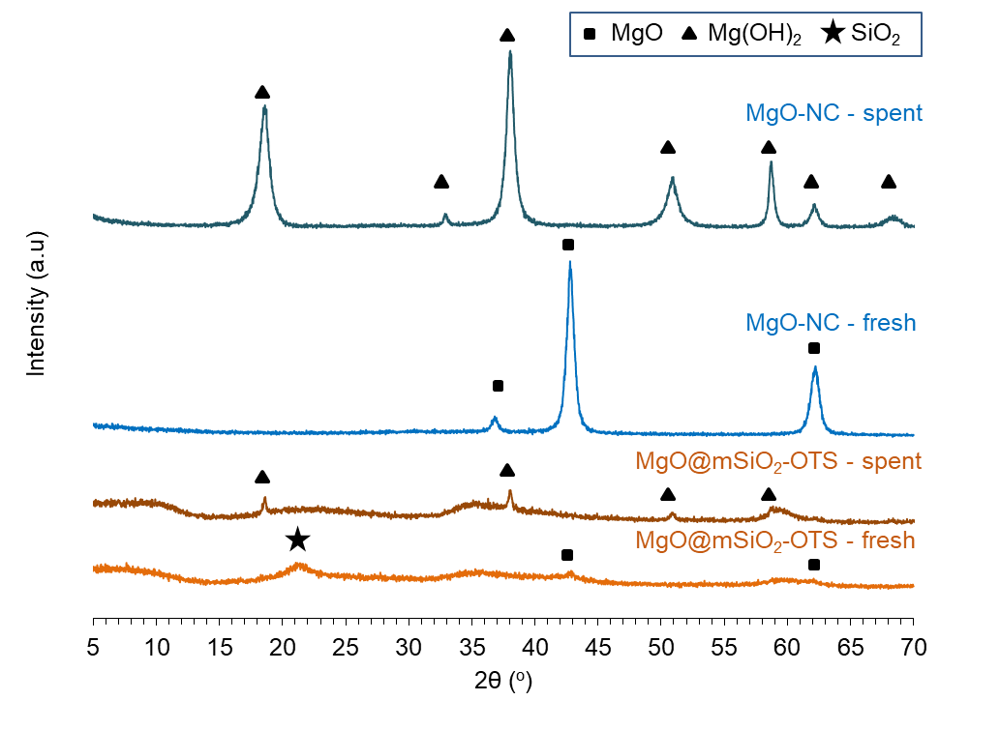 ■ MgO ▲ Mg(OH)₂ ★ SiO₂
MgO-NC - spent
MgO-NC - fresh
MgO@mSiO₂-OTS - spent
MgO@mSiO₂-OTS - fresh
Intensity (a.u)
5 10 15 20 25 30 35 40 45 50 55 60 65 70
2θ (º)